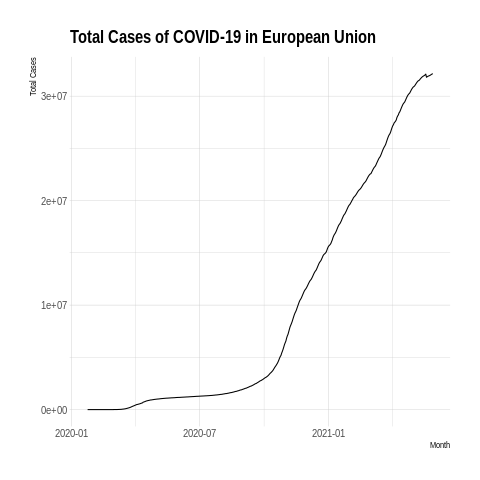 Total Cases of COVID-19 in European Union
Total Cases
3e+07
2e+07
1e+07
0e+00
2020-01 2020-07 2021-01
Month